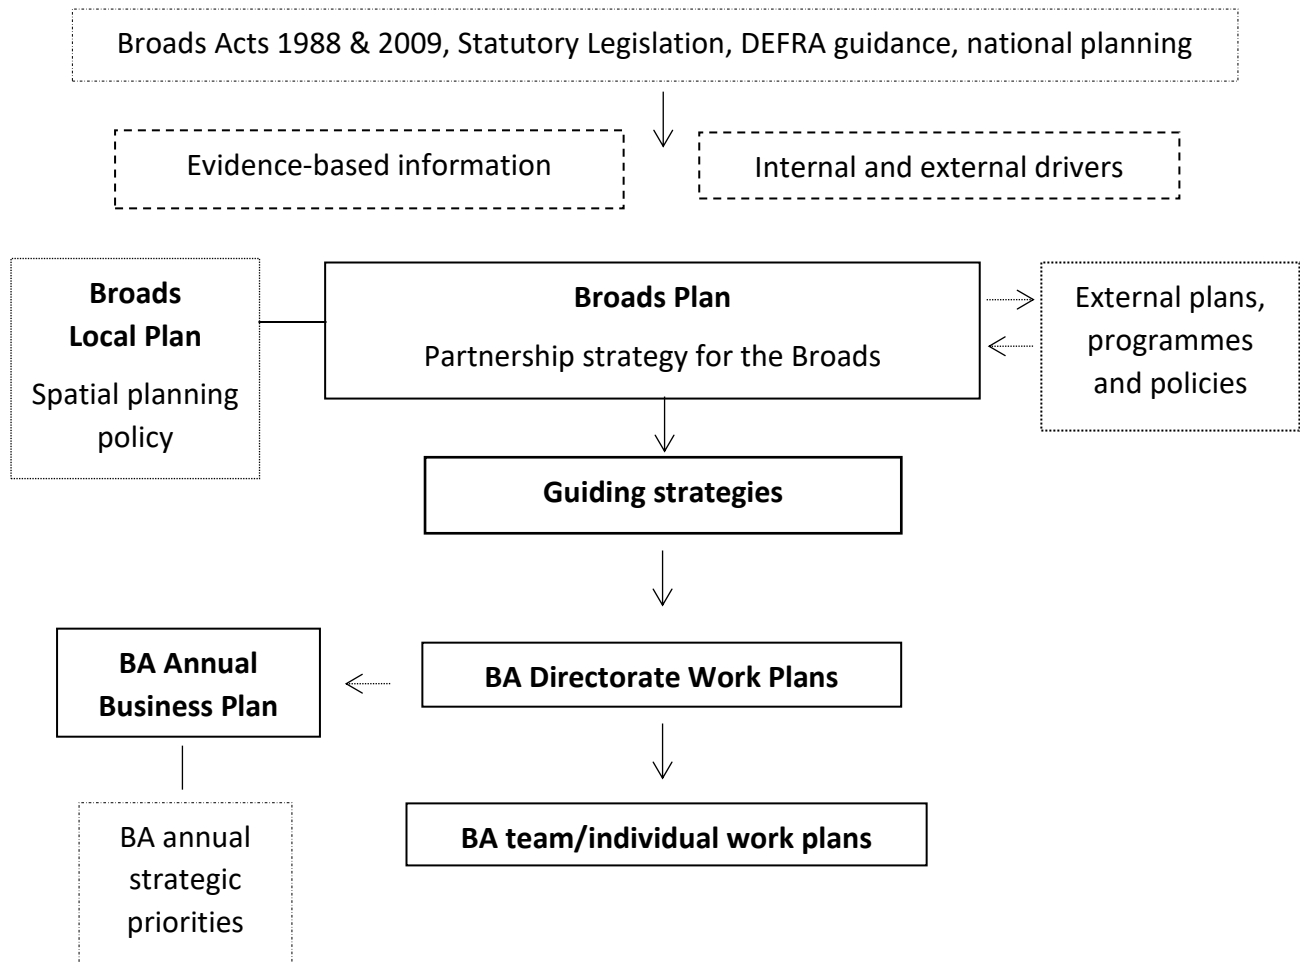 Broads Acts 1988 & 2009, Statutory Legislation, DEFRA guidance, national planning
Evidence-based information
Internal and external drivers
Broads
Local Plan
Spatial planning
policy
Broads Plan
Partnership strategy for the Broads
External plans,
programmes
and policies
Guiding strategies
BA Annual
Business Plan
BA Directorate Work Plans
BA annual
strategic
priorities
BA team/individual work plans